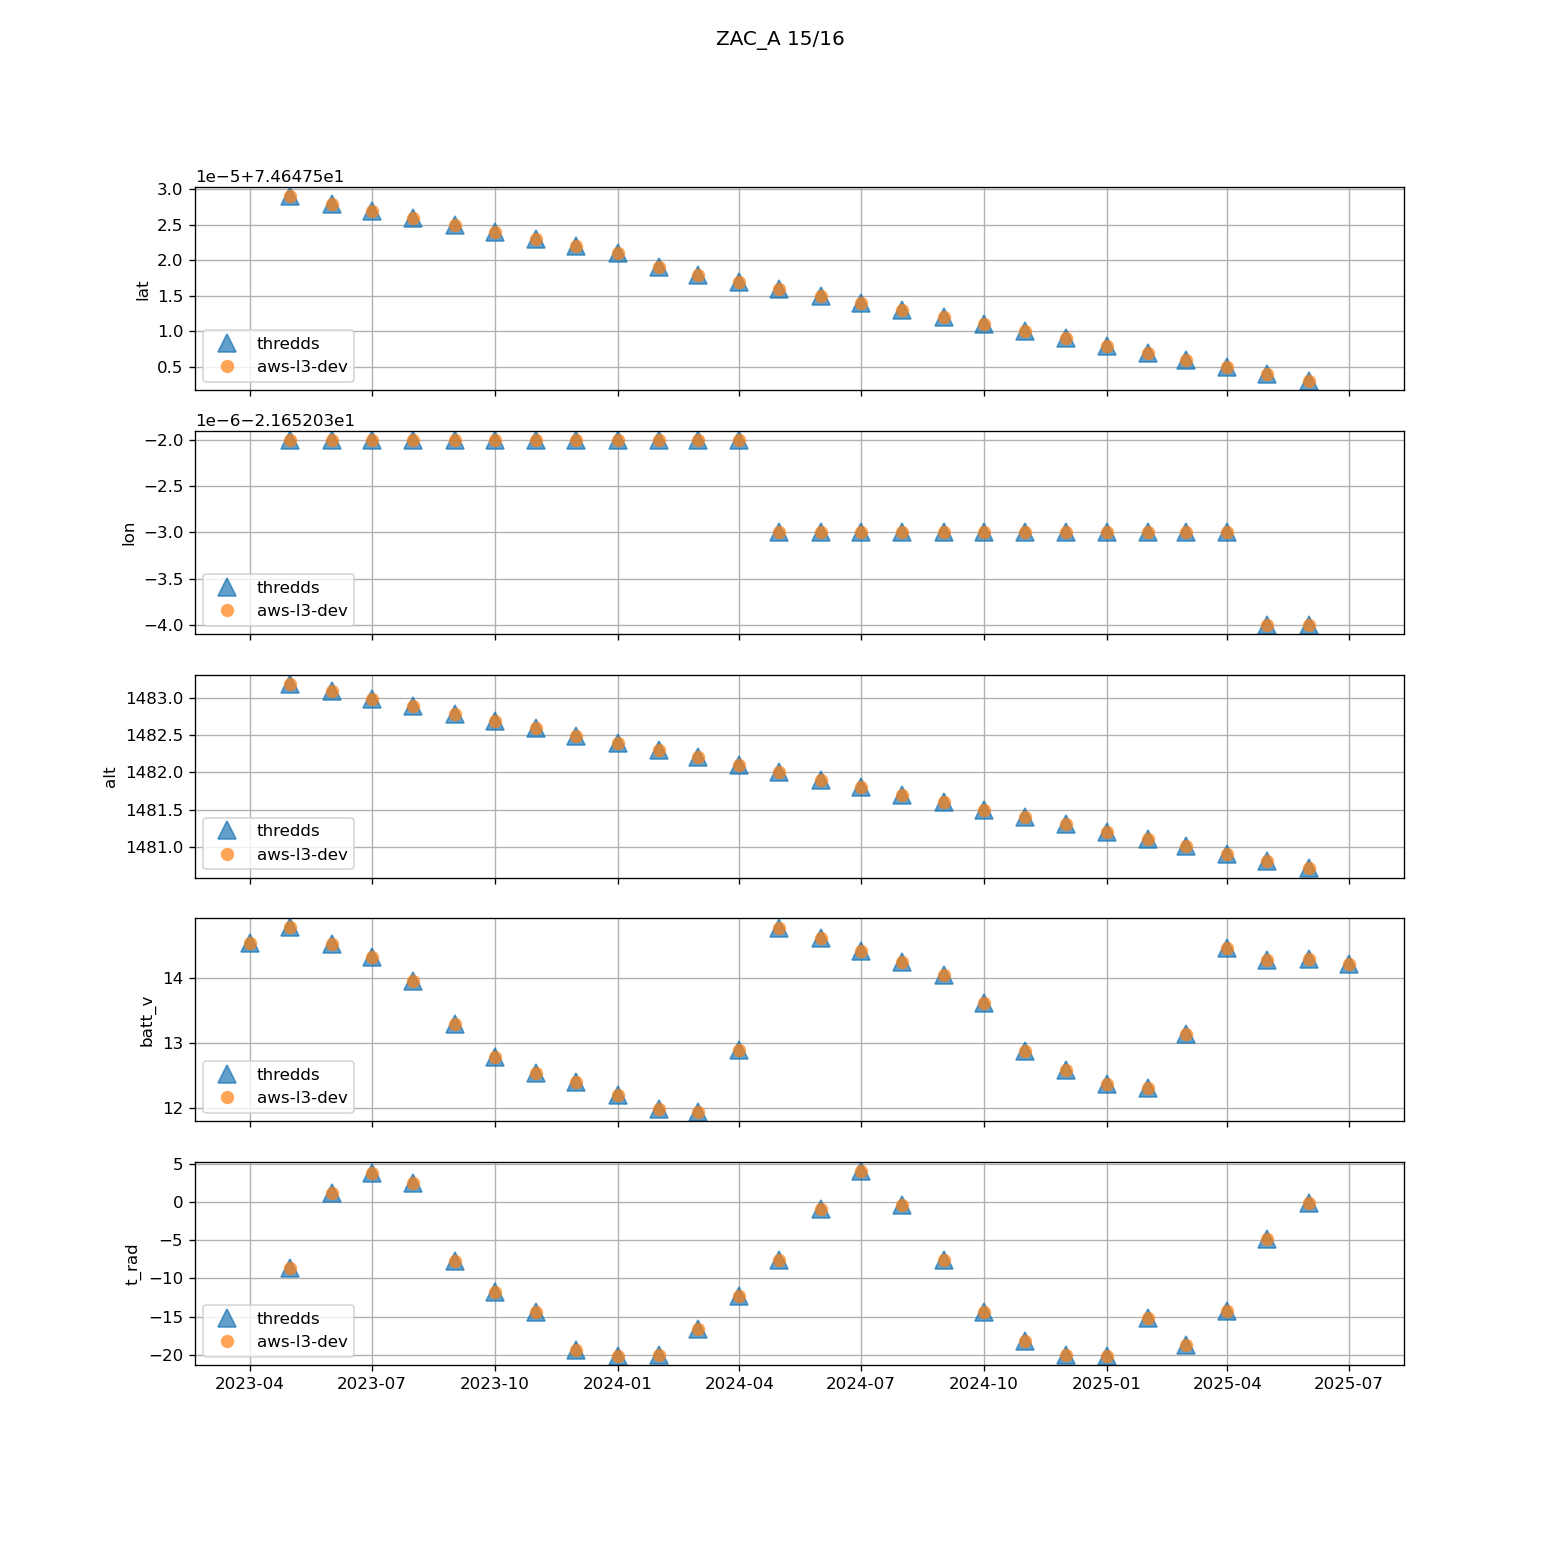 ZAC_A 15/16
1e−5+7.46475e1
3.0
2.5
2.0
1.5
1.0
0.5
lat
thredds
aws-l3-dev
1e−6−2.165203e1
−2.0
−2.5
−3.0
−3.5
−4.0
lon
thredds
aws-l3-dev
1483.0
1482.5
1482.0
1481.5
1481.0
alt
thredds
aws-l3-dev
14
13
12
batt_v
thredds
aws-l3-dev
5
0
−5
−10
−15
−20
t_rad
thredds
aws-l3-dev
2023-04 2023-07 2023-10 2024-01 2024-04 2024-07 2024-10 2025-01 2025-04 2025-07